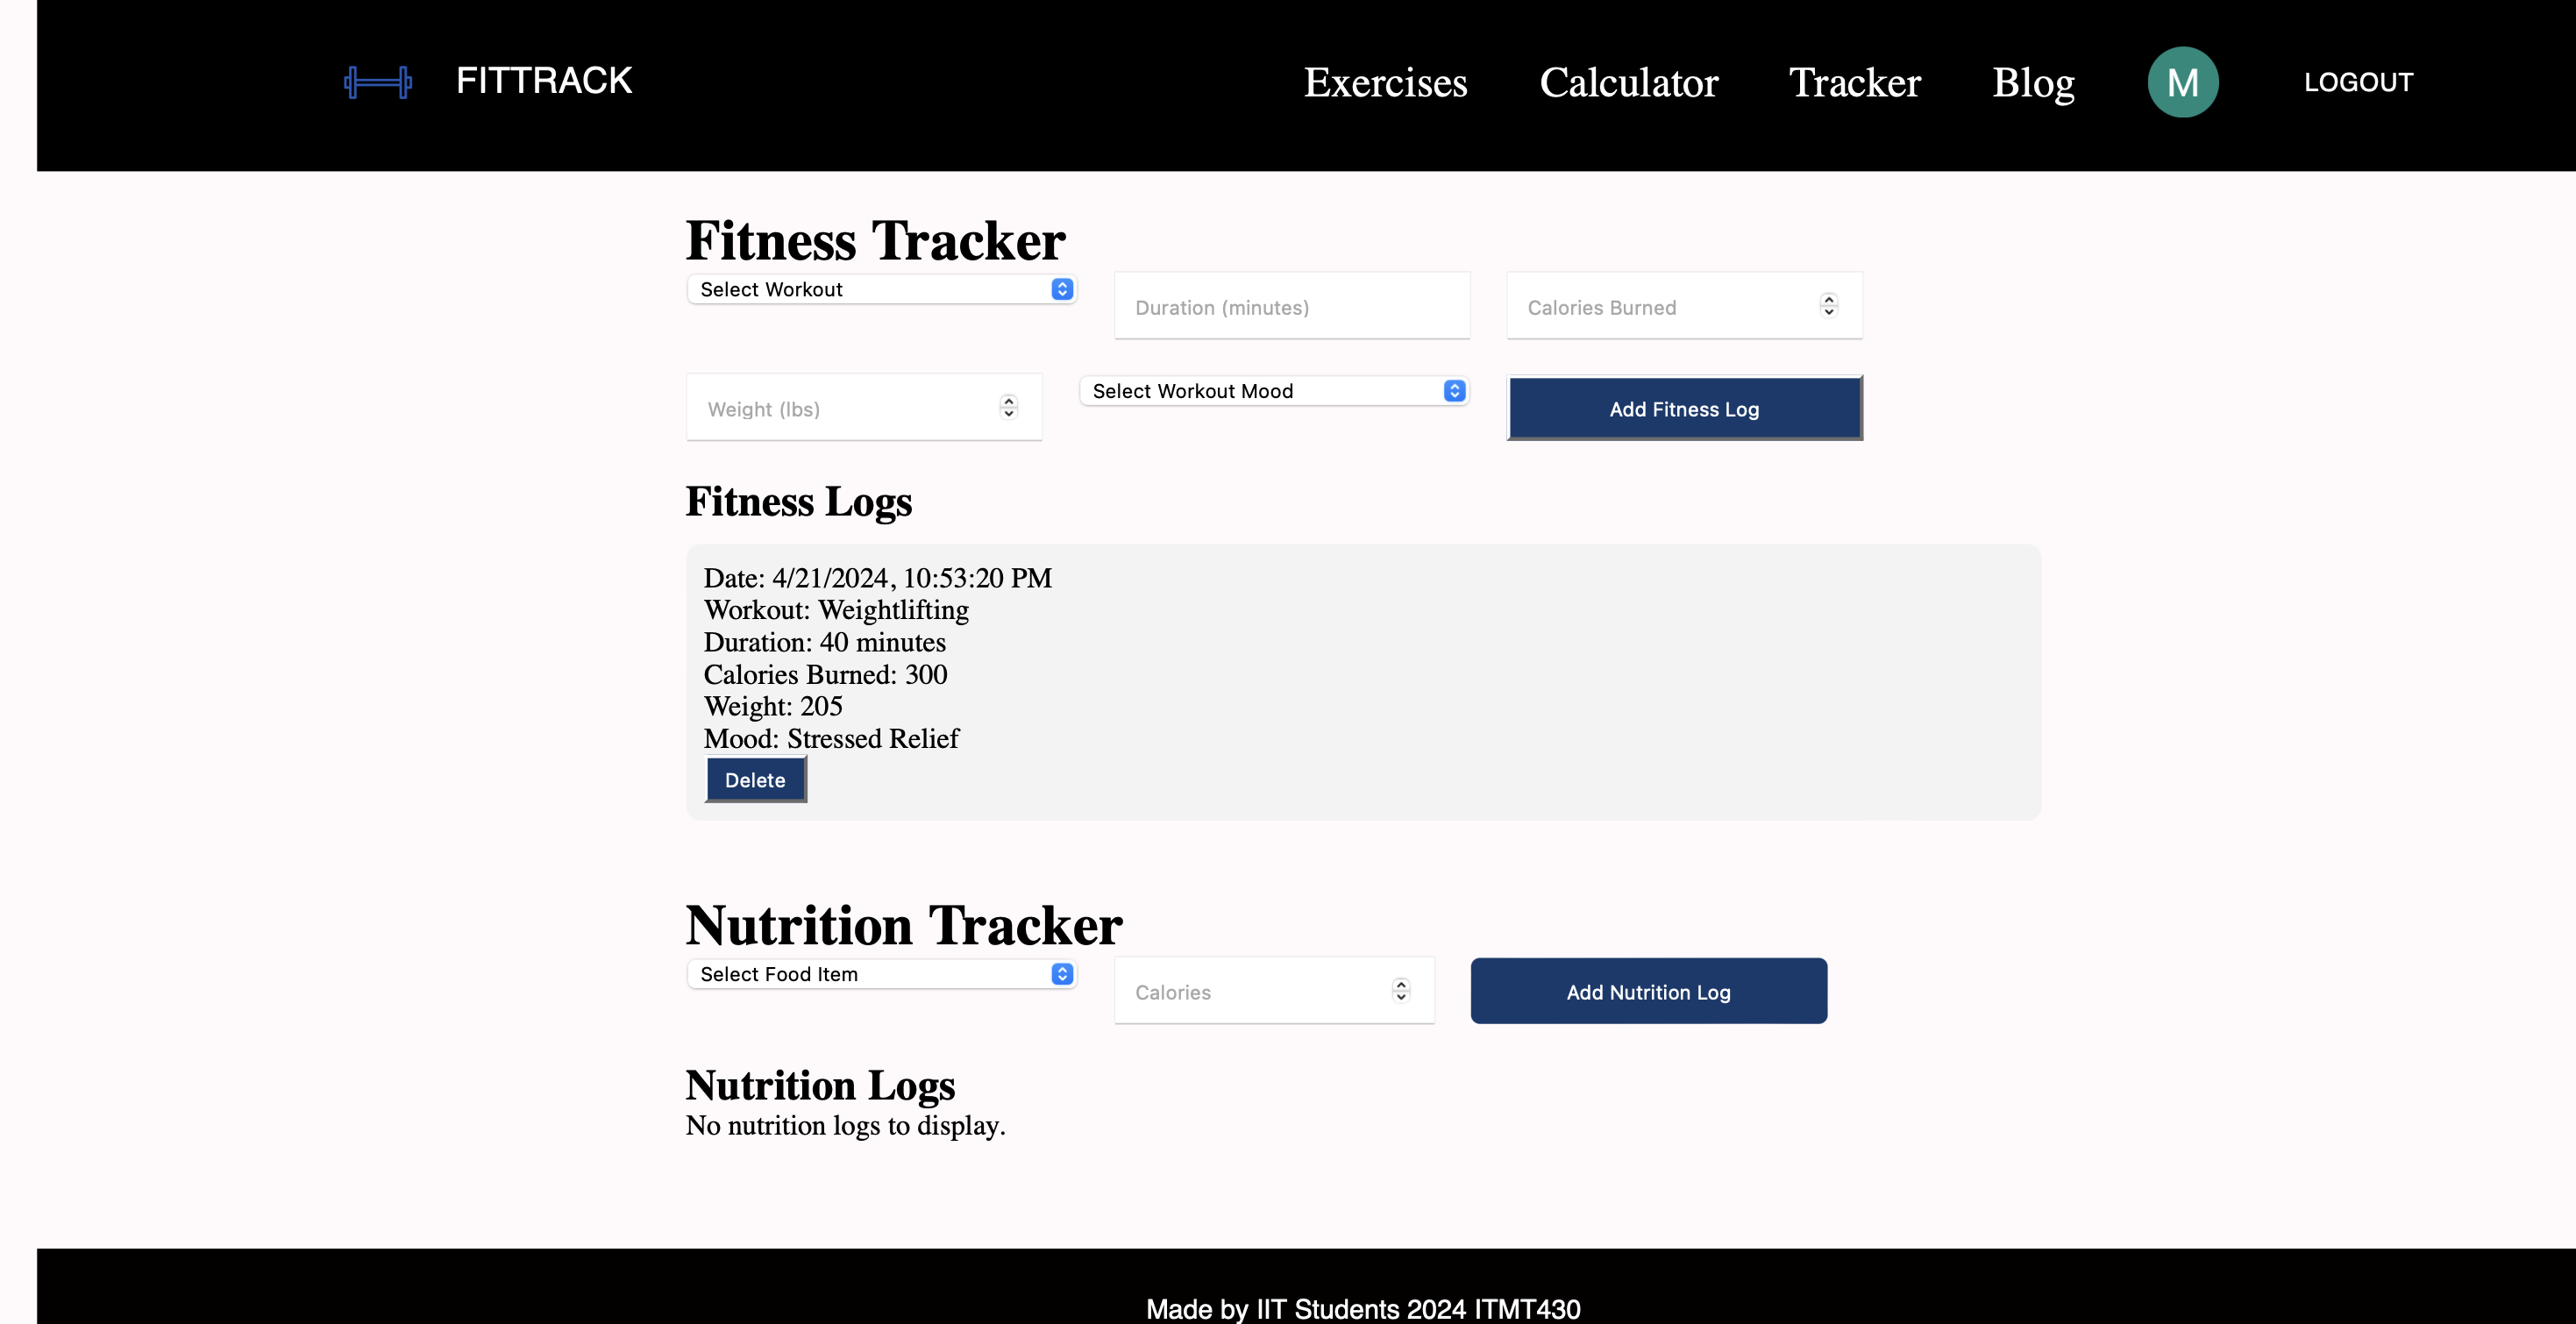 FITTRACK
Exercises
Calculator
Tracker
Blog
M
LOGOUT
Fitness Tracker
Select Workout
Duration (minutes)
Calories Burned
Weight (lbs)
Select Workout Mood
Add Fitness Log
Fitness Logs
Date: 4/21/2024, 10:53:20 PM
Workout: Weightlifting
Duration: 40 minutes
Calories Burned: 300
Weight: 205
Mood: Stressed Relief
Delete
Nutrition Tracker
Select Food Item
Calories
Add Nutrition Log
Nutrition Logs
No nutrition logs to display.
Made by IIT Students 2024 ITMT430